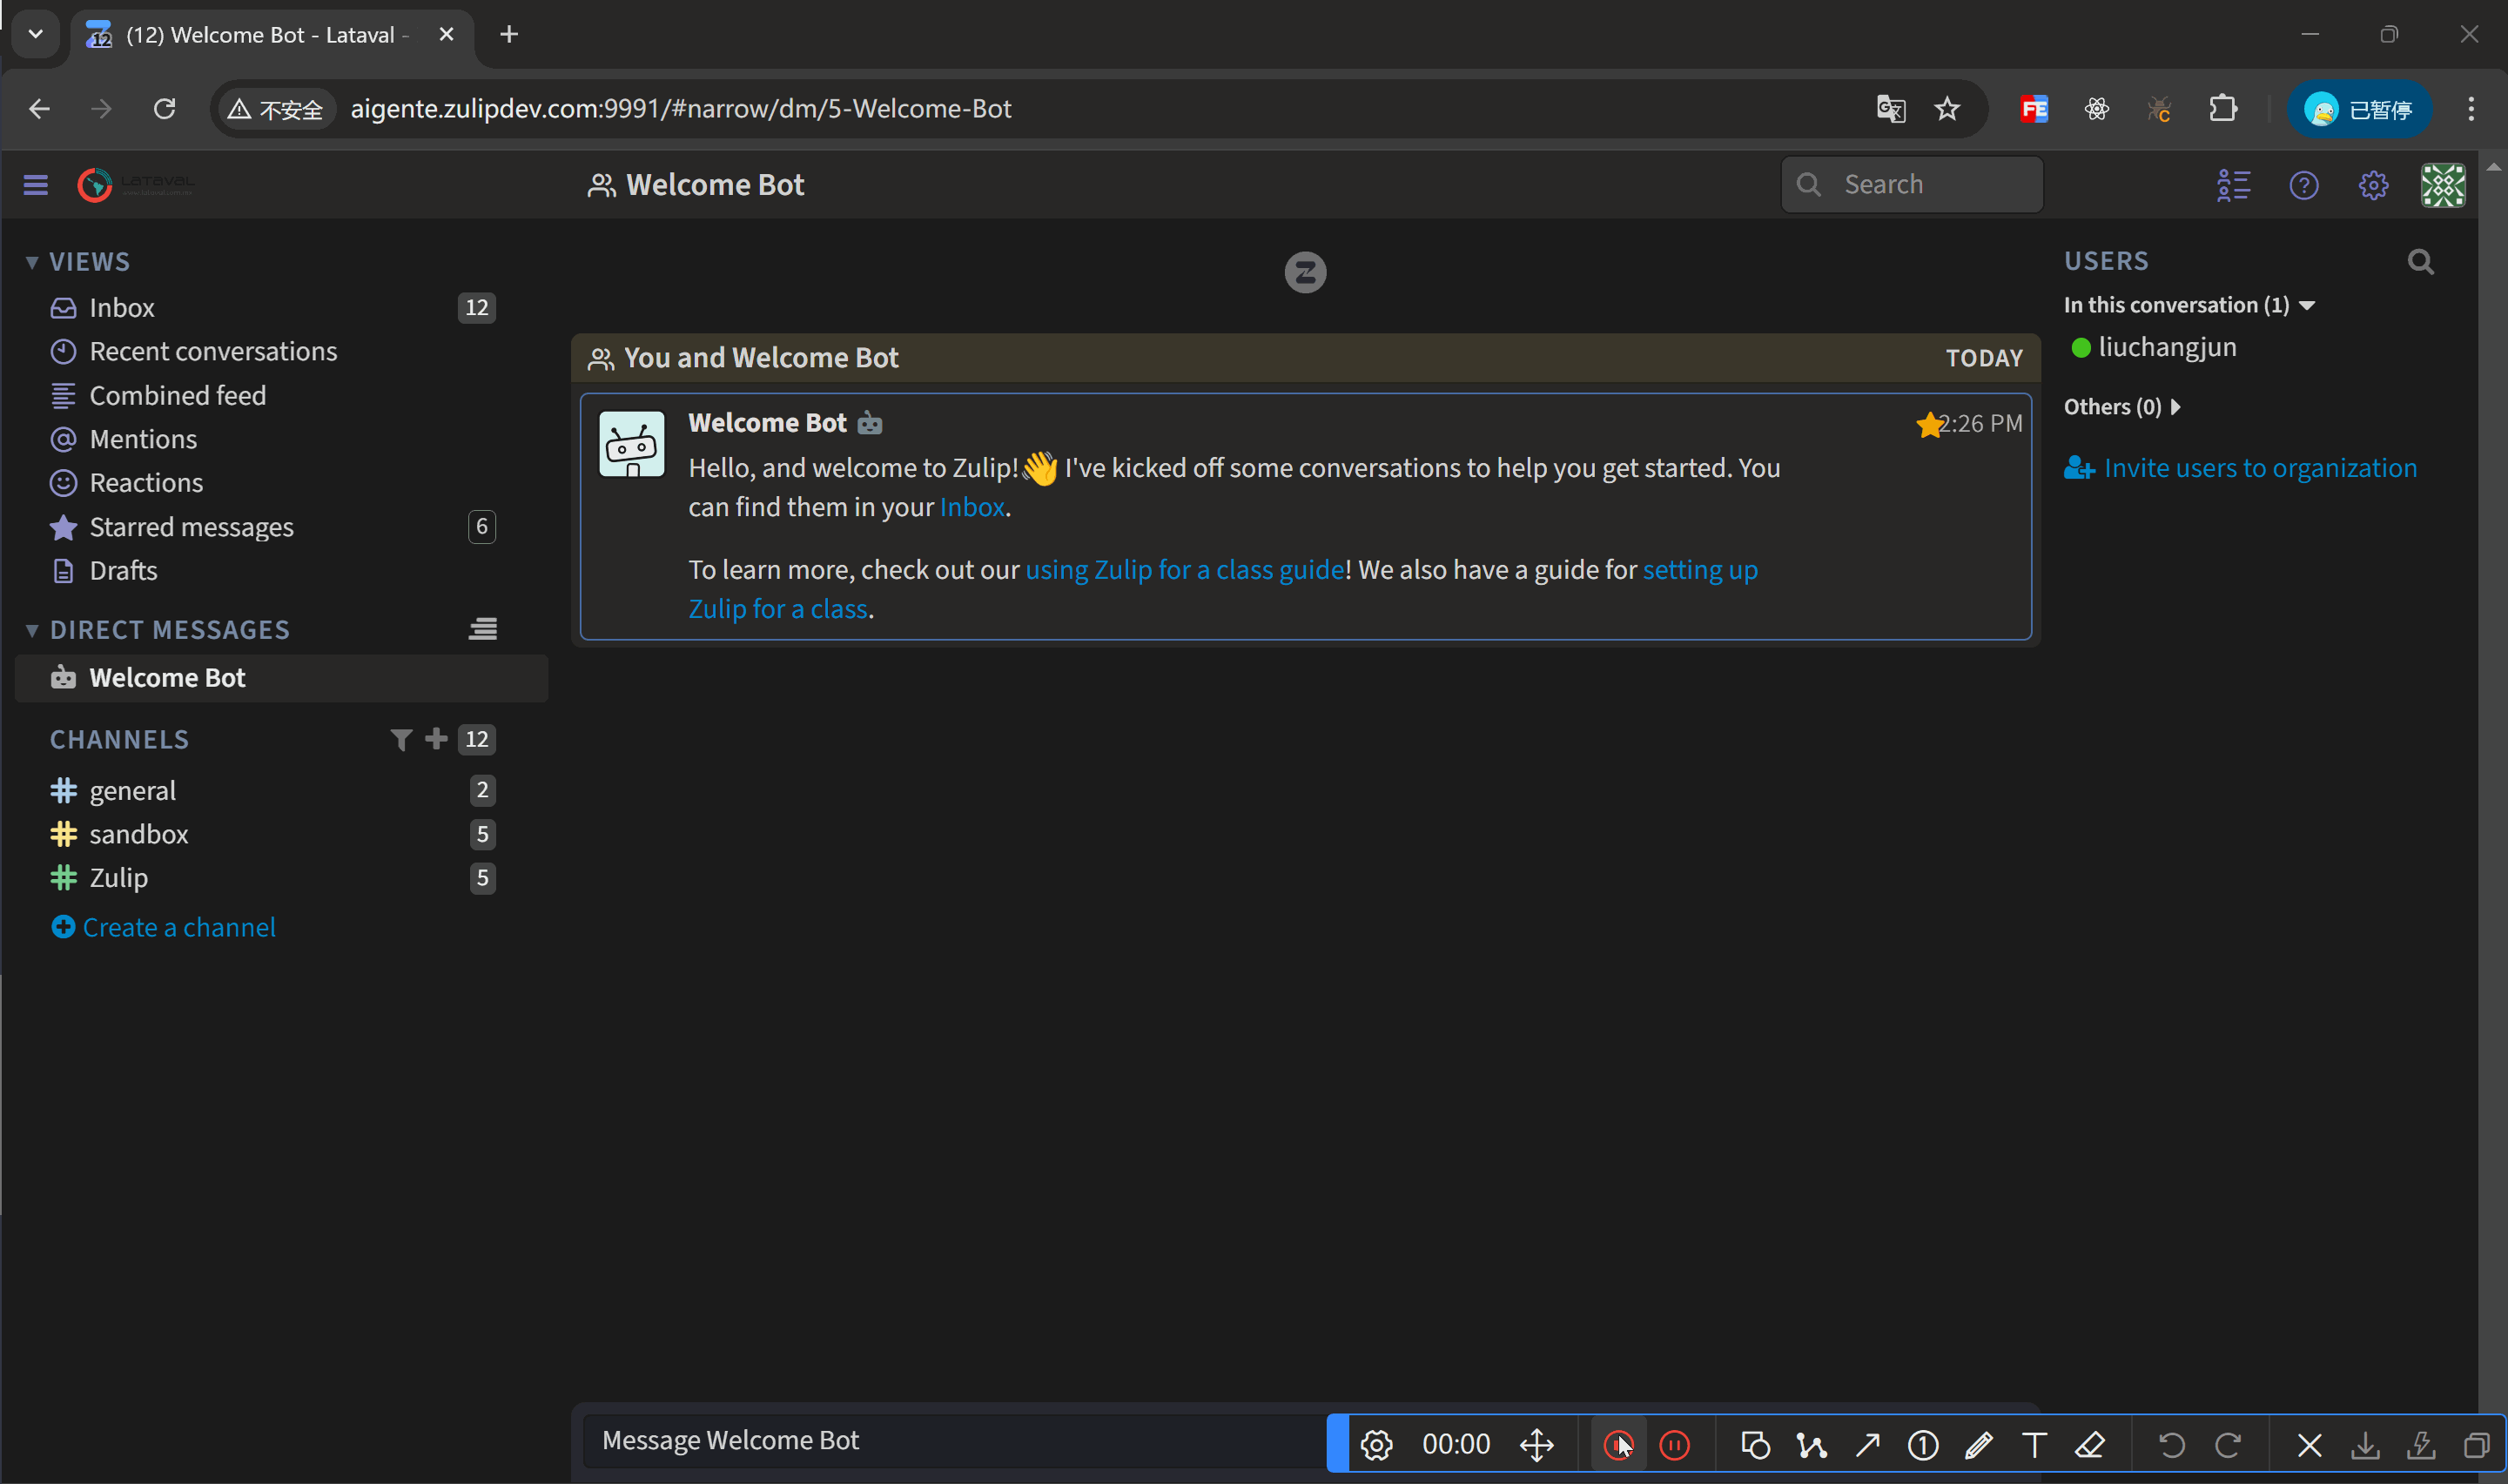 (12) Welcome Bot - Lataval -
不安全 aigente.zulipdev.com:9991/#narrow/dm/5-Welcome-Bot
FE C 已暂停
LATAVAL
Welcome Bot
Search
VIEWS
Inbox 12
Recent conversations
Combined feed
Mentions
Reactions
Starred messages 6
Drafts
DIRECT MESSAGES
Welcome Bot
CHANNELS 12
general 2
sandbox 5
Zulip 5
Create a channel
You and Welcome Bot TODAY
Welcome Bot 2:26 PM
Hello, and welcome to Zulip!👋 I've kicked off some conversations to help you get started. You
can find them in your Inbox.
To learn more, check out our using Zulip for a class guide! We also have a guide for setting up
Zulip for a class.
USERS
In this conversation (1)
liuchangjun
Others (0)
Invite users to organization
Message Welcome Bot
00:00